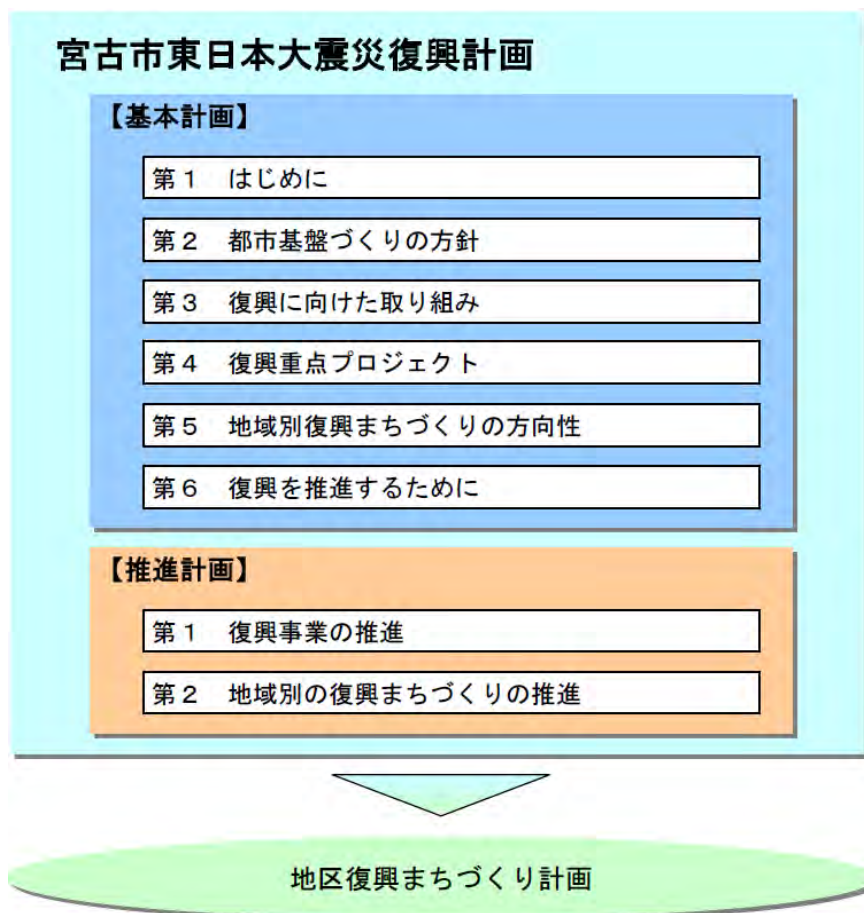 宮古市東日本大震災復興計画
【基本計画】
第１　はじめに
第２　都市基盤づくりの方針
第３　復興に向けた取り組み
第４　復興重点プロジェクト
第５　地域別復興まちづくりの方向性
第６　復興を推進するために
【推進計画】
第１　復興事業の推進
第２　地域別の復興まちづくりの推進
地区復興まちづくり計画